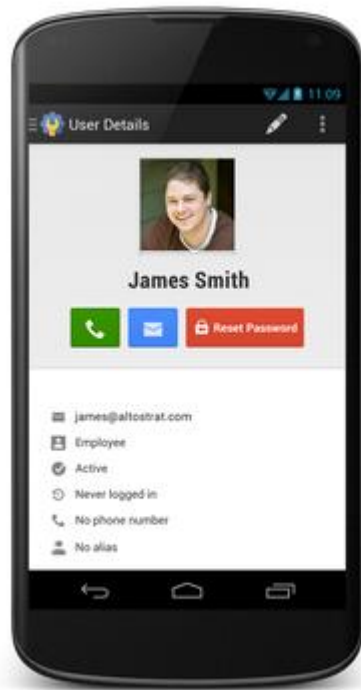 11:09
User Details
James Smith
Reset Password
james@altostrat.com
Employee
Active
Never logged in
No phone number
No alias